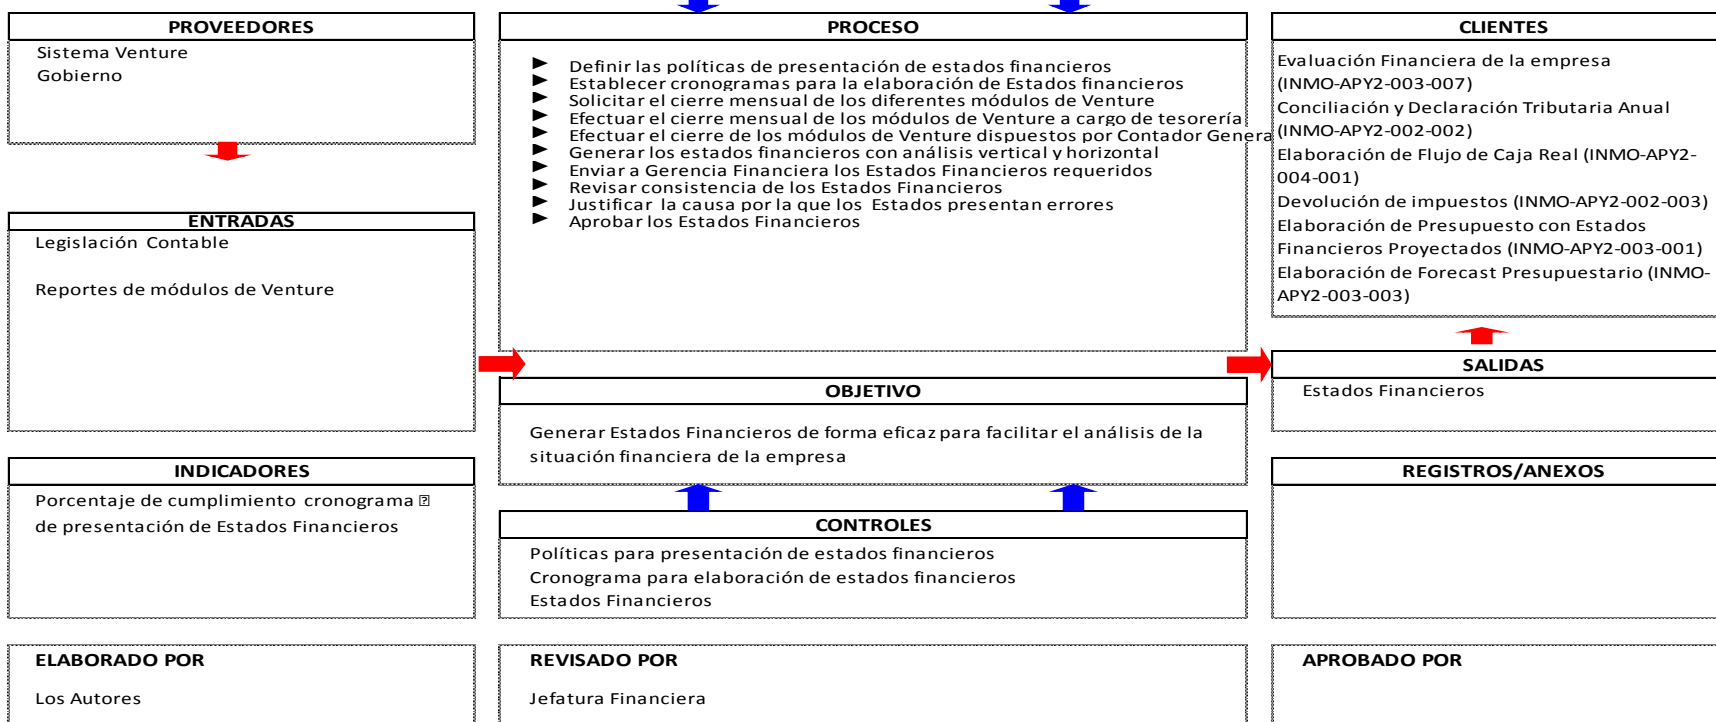 PROVEEDORES
Sistema Venture
Gobierno
ENTRADAS
Legislación Contable
Reportes de módulos de Venture
INDICADORES
Porcentaje de cumplimiento cronograma
de presentación de Estados Financieros
PROCESO
► Definir las políticas de presentación de estados financieros
► Establecer cronogramas para la elaboración de Estados financieros
► Solicitar el cierre mensual de los diferentes módulos de Venture
► Efectuar el cierre mensual de los módulos de Venture a cargo de tesorería
► Efectuar el cierre de los módulos de Venture dispuestos por Contador Genera
► Generar los estados financieros con análisis vertical y horizontal
► Enviar a Gerencia Financiera los Estados Financieros requeridos
► Revisar consistencia de los Estados Financieros
► Justificar la causa por la que los Estados presentan errores
► Aprobar los Estados Financieros
OBJETIVO
Generar Estados Financieros de forma eficaz para facilitar el análisis de la
situación financiera de la empresa
CONTROLES
Políticas para presentación de estados financieros
Cronograma para elaboración de estados financieros
Estados Financieros
CLIENTES
Evaluación Financiera de la empresa
(INMO-APY2-003-007)
Conciliación y Declaración Tributaria Anual
(INMO-APY2-002-002)
Elaboración de Flujo de Caja Real (INMO-APY2-
004-001)
Devolución de impuestos (INMO-APY2-002-003)
Elaboración de Presupuesto con Estados
Financieros Proyectados (INMO-APY2-003-001)
Elaboración de Forecast Presupuestario (INMO-
APY2-003-003)
SALIDAS
Estados Financieros
REGISTROS/ANEXOS
ELABORADO POR
Los Autores
REVISADO POR
Jefatura Financiera
APROBADO POR